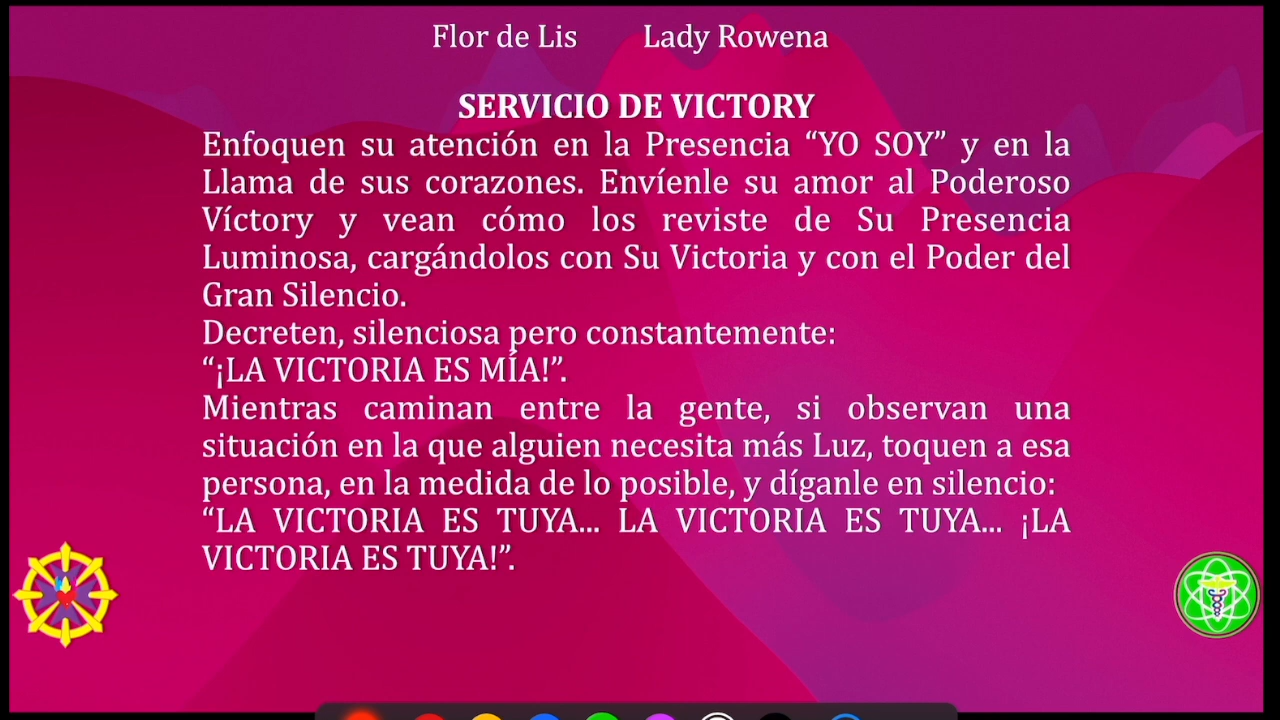 Flor de Lis Lady Rowena
SERVICIO DE VICTORY
Enfoquen su atención en la Presencia “YO SOY” y en la
Llama de sus corazones. Envíenle su amor al Poderoso
Víctory y vean cómo los reviste de Su Presencia
Luminosa, cargándolos con Su Victoria y con el Poder del
Gran Silencio.
Decreten, silenciosa pero constantemente:
“¡LA VICTORIA ES MÍA!”.
Mientras caminan entre la gente, si observan una
situación en la que alguien necesita más Luz, toquen a esa
persona, en la medida de lo posible, y díganle en silencio:
“LA VICTORIA ES TUYA... LA VICTORIA ES TUYA... ¡LA
VICTORIA ES TUYA!”.